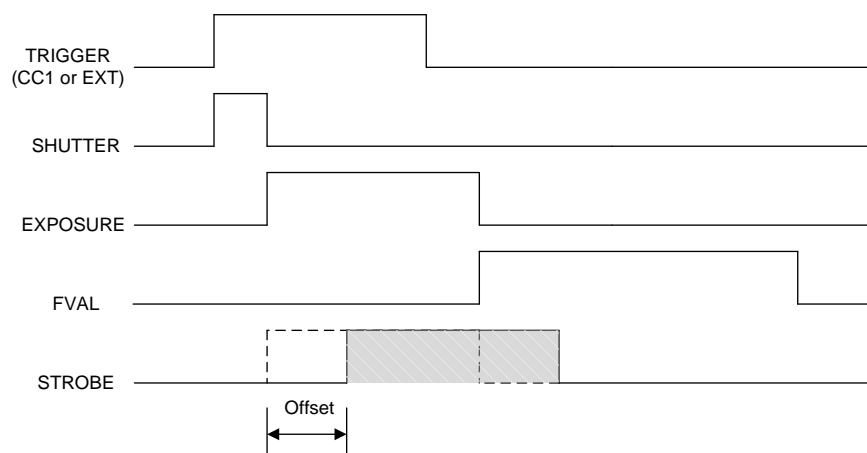 TRIGGER
(CC1 or EXT)
SHUTTER
EXPOSURE
FVAL
STROBE
Offset